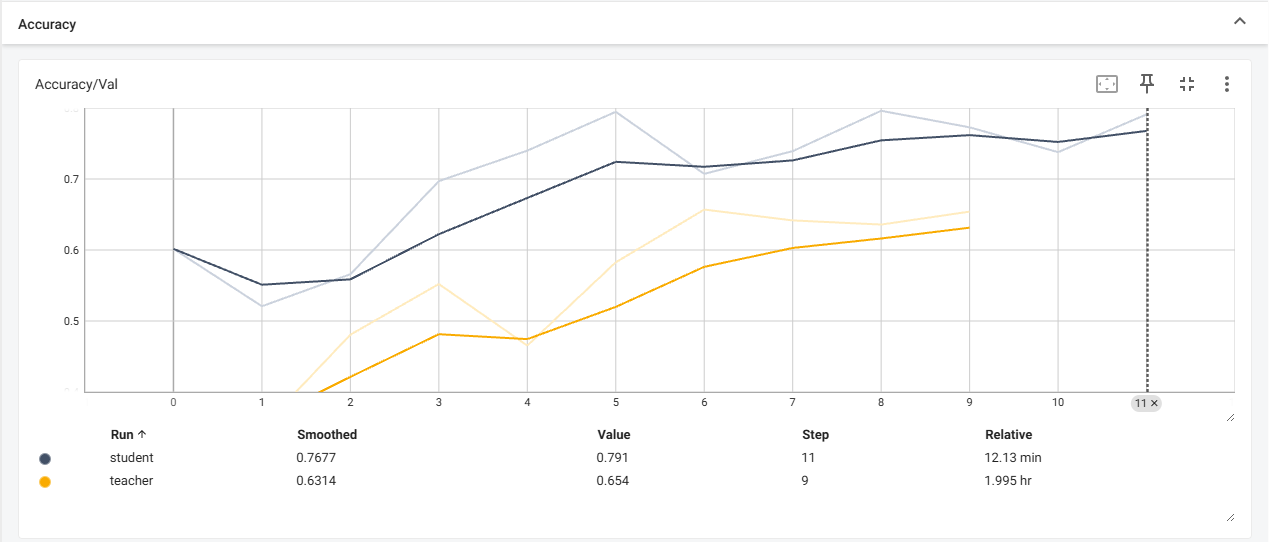 Accuracy
Accuracy/Val
0.7
0.6
0.5
0 1 2 3 4 5 6 7 8 9 10 11 ×
Run ↑ Smoothed Value Step Relative
student 0.7677 0.791 11 12.13 min
teacher 0.6314 0.654 9 1.995 hr